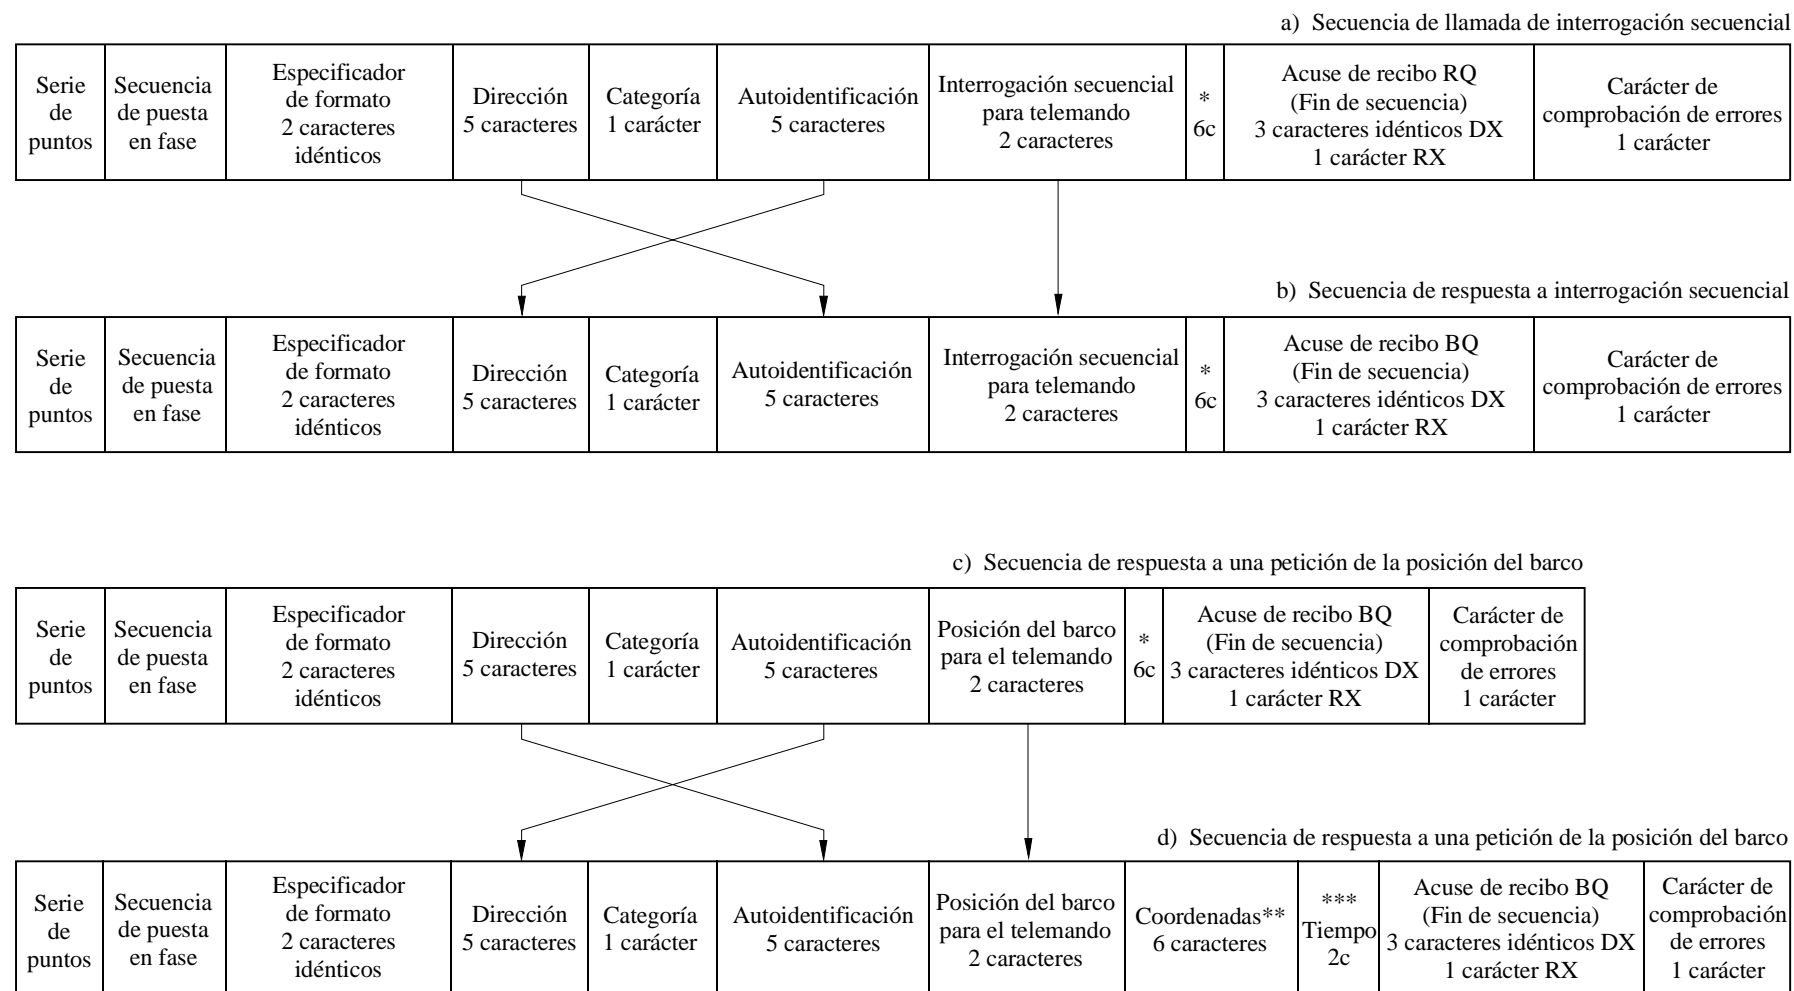 a) Secuencia de llamada de interrogación secuencial
Serie
de
puntos
Secuencia
de puesta
en fase
Especificador
de formato
2 caracteres
idénticos
Dirección
5 caracteres
Categoría
1 carácter
Autoidentificación
5 caracteres
Interrogación secuencial
para telemando
2 caracteres
*
6c
Acuse de recibo RQ
(Fin de secuencia)
3 caracteres idénticos DX
1 carácter RX
Carácter de
comprobación de errores
1 carácter
b) Secuencia de respuesta a interrogación secuencial
Serie
de
puntos
Secuencia
de puesta
en fase
Especificador
de formato
2 caracteres
idénticos
Dirección
5 caracteres
Categoría
1 carácter
Autoidentificación
5 caracteres
Interrogación secuencial
para telemando
2 caracteres
*
6c
Acuse de recibo BQ
(Fin de secuencia)
3 caracteres idénticos DX
1 carácter RX
Carácter de
comprobación de errores
1 carácter
c) Secuencia de respuesta a una petición de la posición del barco
Serie
de
puntos
Secuencia
de puesta
en fase
Especificador
de formato
2 caracteres
idénticos
Dirección
5 caracteres
Categoría
1 carácter
Autoidentificación
5 caracteres
Posición del barco
para el telemando
2 caracteres
*
6c
Acuse de recibo BQ
(Fin de secuencia)
3 caracteres idénticos DX
1 carácter RX
Carácter de
comprobación
de errores
1 carácter
d) Secuencia de respuesta a una petición de la posición del barco
Serie
de
puntos
Secuencia
de puesta
en fase
Especificador
de formato
2 caracteres
idénticos
Dirección
5 caracteres
Categoría
1 carácter
Autoidentificación
5 caracteres
Posición del barco
para el telemando
2 caracteres
Coordenadas**
6 caracteres
***
Tiempo
2c
Acuse de recibo BQ
(Fin de secuencia)
3 caracteres idénticos DX
1 carácter RX
Carácter de
comprobación
de errores
1 carácter